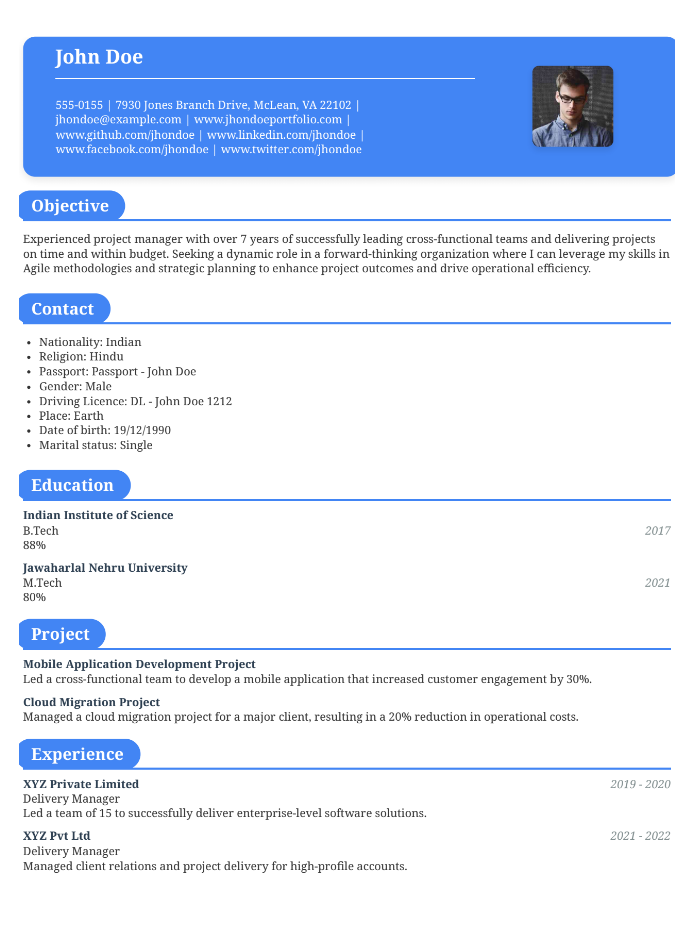 John Doe
555-0155 | 7930 Jones Branch Drive, McLean, VA 22102 |
jhondoe@example.com | www.jhondoeportfolio.com |
www.github.com/jhondoe | www.linkedin.com/jhondoe |
www.facebook.com/jhondoe | www.twitter.com/jhondoe
Objective
Experienced project manager with over 7 years of successfully leading cross-functional teams and delivering projects
on time and within budget. Seeking a dynamic role in a forward-thinking organization where I can leverage my skills in
Agile methodologies and strategic planning to enhance project outcomes and drive operational efficiency.
Contact
• Nationality: Indian
• Religion: Hindu
• Passport: Passport - John Doe
• Gender: Male
• Driving Licence: DL - John Doe 1212
• Place: Earth
• Date of birth: 19/12/1990
• Marital status: Single
Education
Indian Institute of Science
B.Tech 2017
88%
Jawaharlal Nehru University
M.Tech 2021
80%
Project
Mobile Application Development Project
Led a cross-functional team to develop a mobile application that increased customer engagement by 30%.
Cloud Migration Project
Managed a cloud migration project for a major client, resulting in a 20% reduction in operational costs.
Experience
XYZ Private Limited 2019 - 2020
Delivery Manager
Led a team of 15 to successfully deliver enterprise-level software solutions.
XYZ Pvt Ltd 2021 - 2022
Delivery Manager
Managed client relations and project delivery for high-profile accounts.